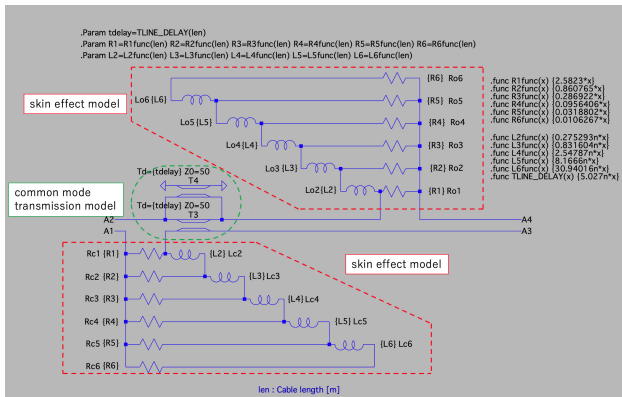 .Param tdelay=TLINE_DELAY(len)
.Param R1=R1func(len) R2=R2func(len) R3=R3func(len) R4=R4func(len) R5=R5func(len) R6=R6func(len)
.Param L2=L2func(len) L3=L3func(len) L4=L4func(len) L5=L5func(len) L6=L6func(len)
skin effect model
{R6} Ro6
Lo6 {L6}
{R5} Ro5
Lo5 {L5}
{R4} Ro4
Lo4{L4}
{R3} Ro3
Lo3 {L3}
{R2} Ro2
Lo2{L2}
{R1} Ro1
.func R1func(x) {2.5823*x}
.func R2func(x) {0.860765*x}
.func R3func(x) {0.286922*x}
.func R4func(x) {0.0956406*x}
.func R5func(x) {0.0318802*x}
.func R6func(x) {0.0106267*x}
.func L2func(x) {0.275293n*x}
.func L3func(x) {0.831604n*x}
.func L4func(x) {2.54787n*x}
.func L5func(x) {8.1666n*x}
.func L6func(x) {30.94016n*x}
.func TLINE_DELAY(x) {5.027n*x}
common mode
transmission model
Td={tdelay} Z0=50
T4
Td={tdelay} Z0=50
T3
A2
A4
A1
A3
Rc1 {R1}
{L2} Lc2
Rc2 {R2}
{L3} Lc3
Rc3 {R3}
{L4} Lc4
Rc4 {R4}
{L5} Lc5
Rc5 {R5}
{L6} Lc6
Rc6 {R6}
skin effect model
len : Cable length [m]